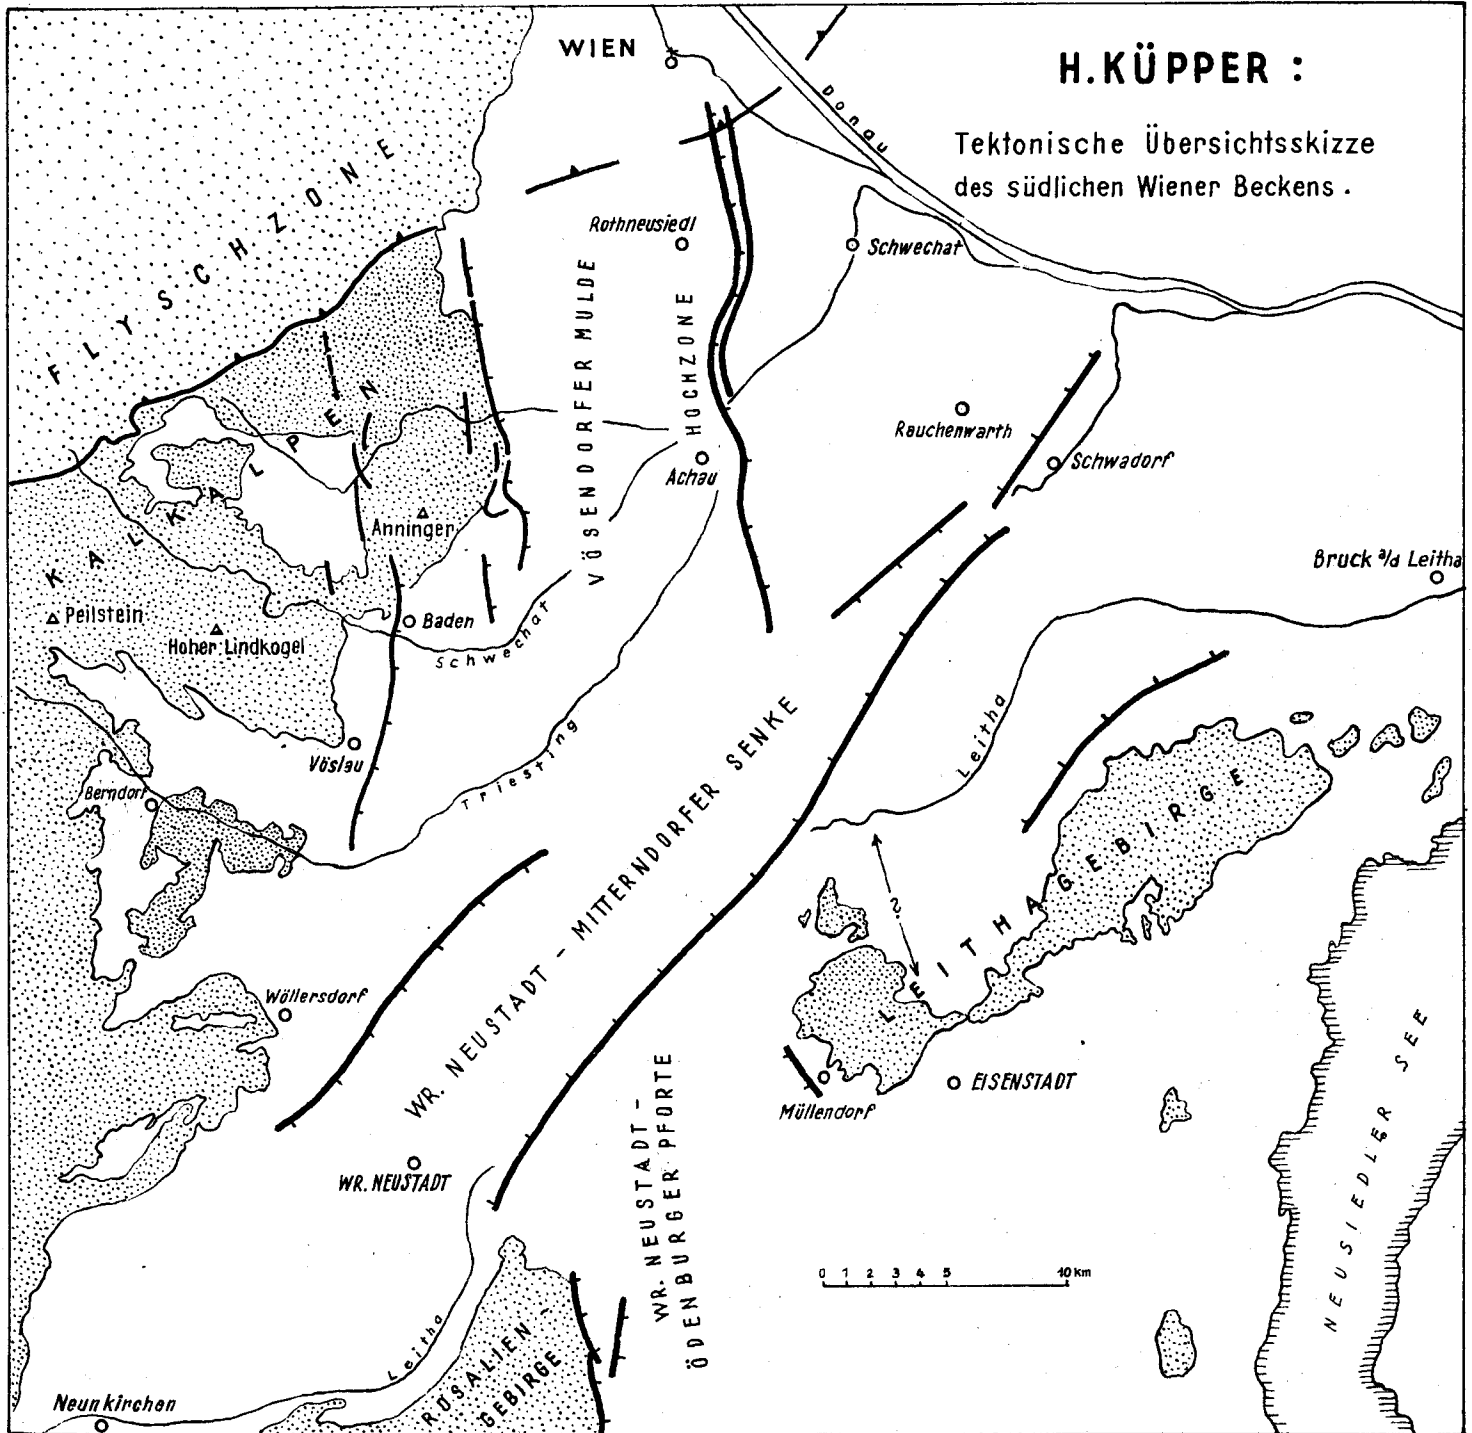 H. KÜPPER :
Tektonische Übersichtsskizze
des südlichen Wiener Beckens .
WIEN
Donau
FLYSCHZONE
Rothneusiedl
Schwechat
VÖSENDORFER MULDE
HOCHZONE
KALKALPEN
Rauchenwarth
Schwadorf
Achau
Anninger
Bruck a/d Leitha
Peilstein
Hoher Lindkogel
Baden
Schwechat
Vöslau
Triesting
Leitha
Berndorf
WR. NEUSTADT - MITTERNDORFER SENKE
LEITHAGEBIRGE
?
Wöllersdorf
EISENSTADT
Müllendorf
WR. NEUSTADT
WR. NEUSTADT -
ÖDENBURGER PFORTE
NEUSIEDLER SEE
0 1 2 3 4 5 10 Km
Leitha
ROSALIEN -
GEBIRGE
Neunkirchen